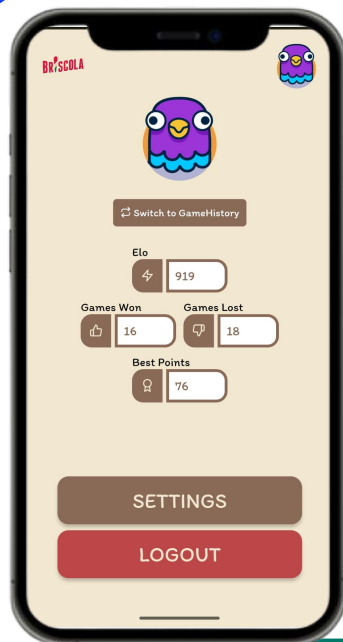 BRISCOLA
Switch to GameHistory
Elo
919
Games Won
Games Lost
16
18
Best Points
76
SETTINGS
LOGOUT